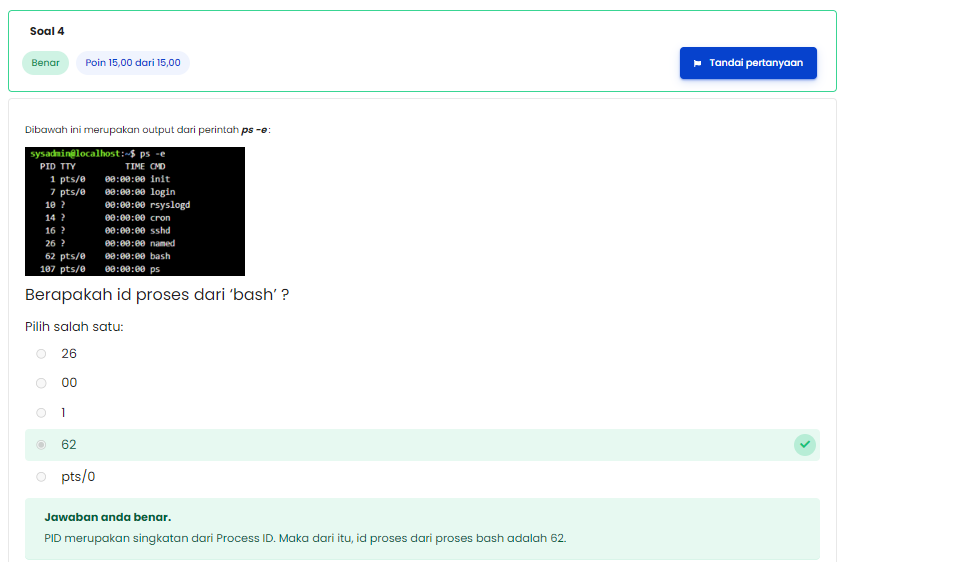 Soal 4
Benar
Poin 15,00 dari 15,00
Tandai pertanyaan
Dibawah ini merupakan output dari perintah ps -e :
sysadmin@localhost:~$ ps -e
PID TTY TIME CMD
1 pts/0 00:00:00 init
7 pts/0 00:00:00 login
10 ? 00:00:00 rsyslogd
14 ? 00:00:00 cron
16 ? 00:00:00 sshd
26 ? 00:00:00 named
62 pts/0 00:00:00 bash
107 pts/0 00:00:00 ps
Berapakah id proses dari ‘bash’ ?
Pilih salah satu:
26
00
1
62
pts/0
Jawaban anda benar.
PID merupakan singkatan dari Process ID. Maka dari itu, id proses dari proses bash adalah 62.